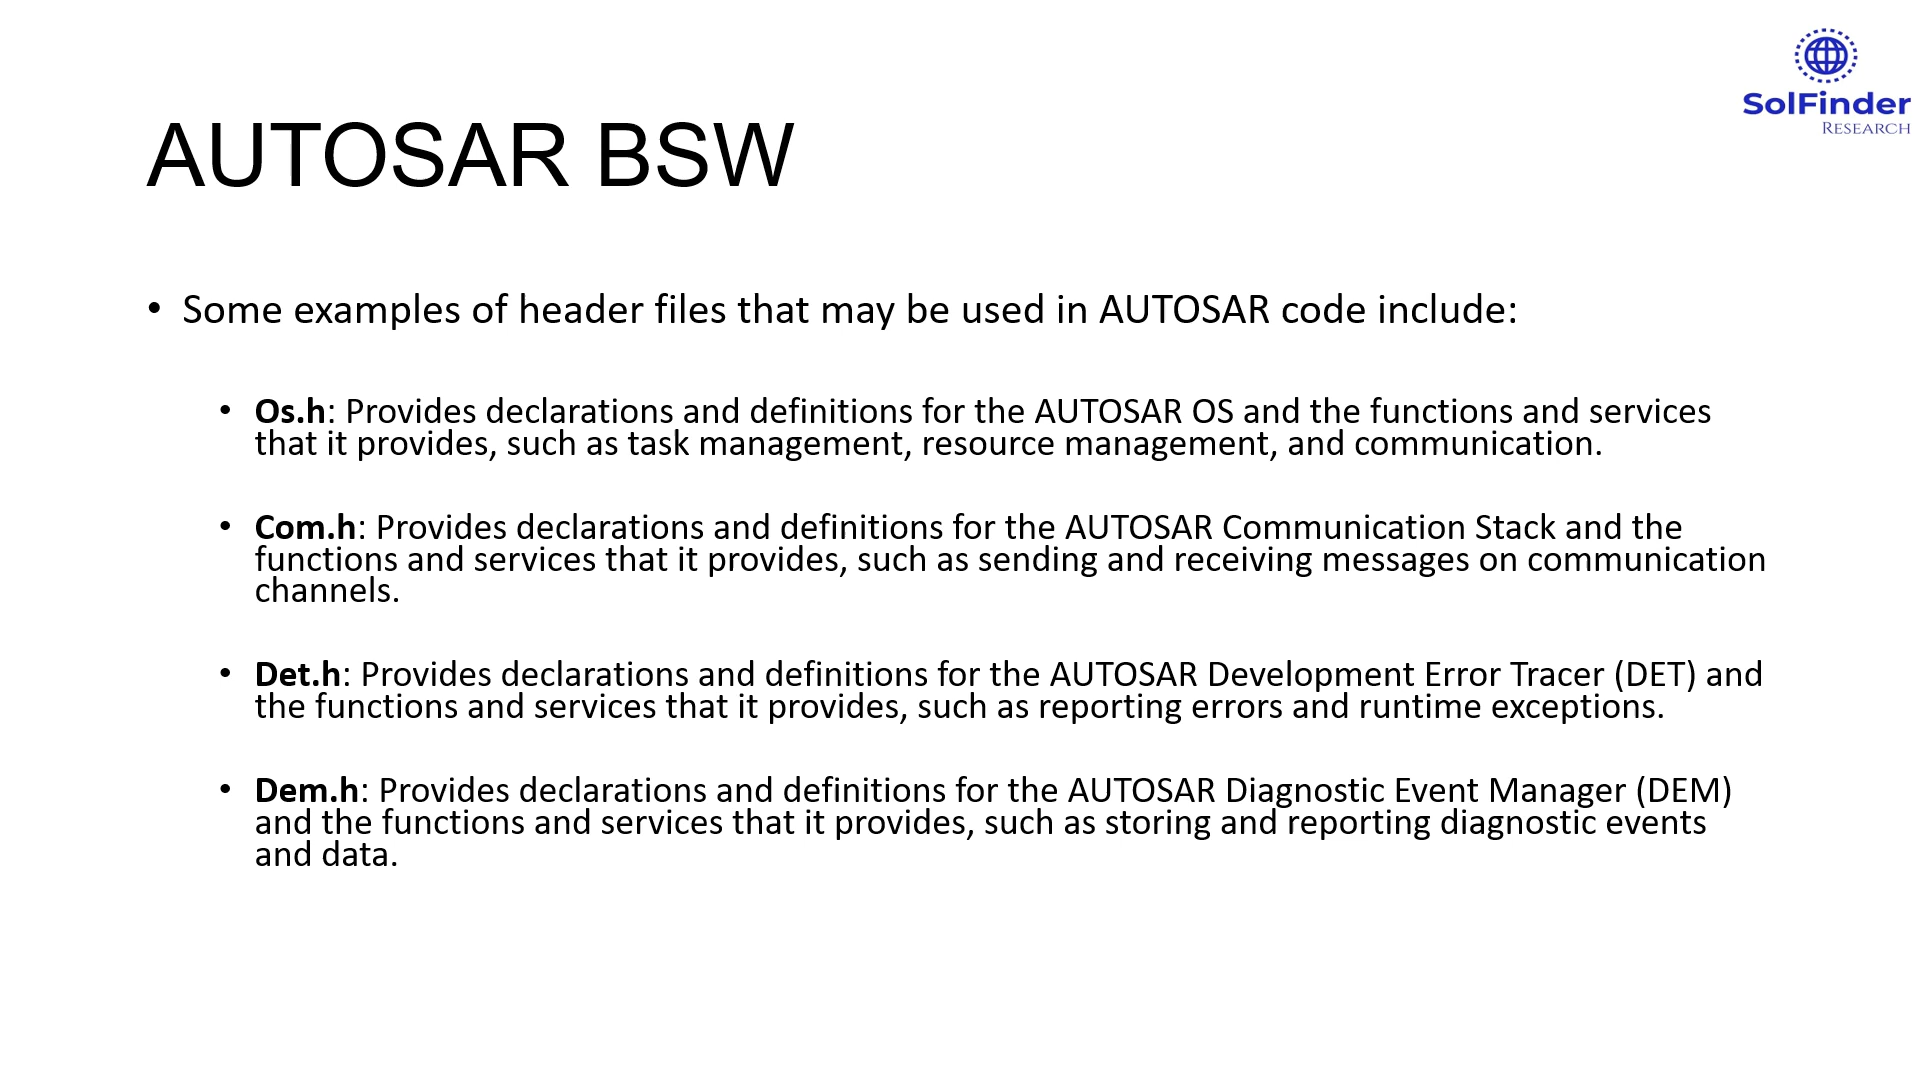 SolFinder
RESEARCH
AUTOSAR BSW
• Some examples of header files that may be used in AUTOSAR code include:
• Os.h: Provides declarations and definitions for the AUTOSAR OS and the functions and services
that it provides, such as task management, resource management, and communication.
• Com.h: Provides declarations and definitions for the AUTOSAR Communication Stack and the
functions and services that it provides, such as sending and receiving messages on communication
channels.
• Det.h: Provides declarations and definitions for the AUTOSAR Development Error Tracer (DET) and
the functions and services that it provides, such as reporting errors and runtime exceptions.
• Dem.h: Provides declarations and definitions for the AUTOSAR Diagnostic Event Manager (DEM)
and the functions and services that it provides, such as storing and reporting diagnostic events
and data.